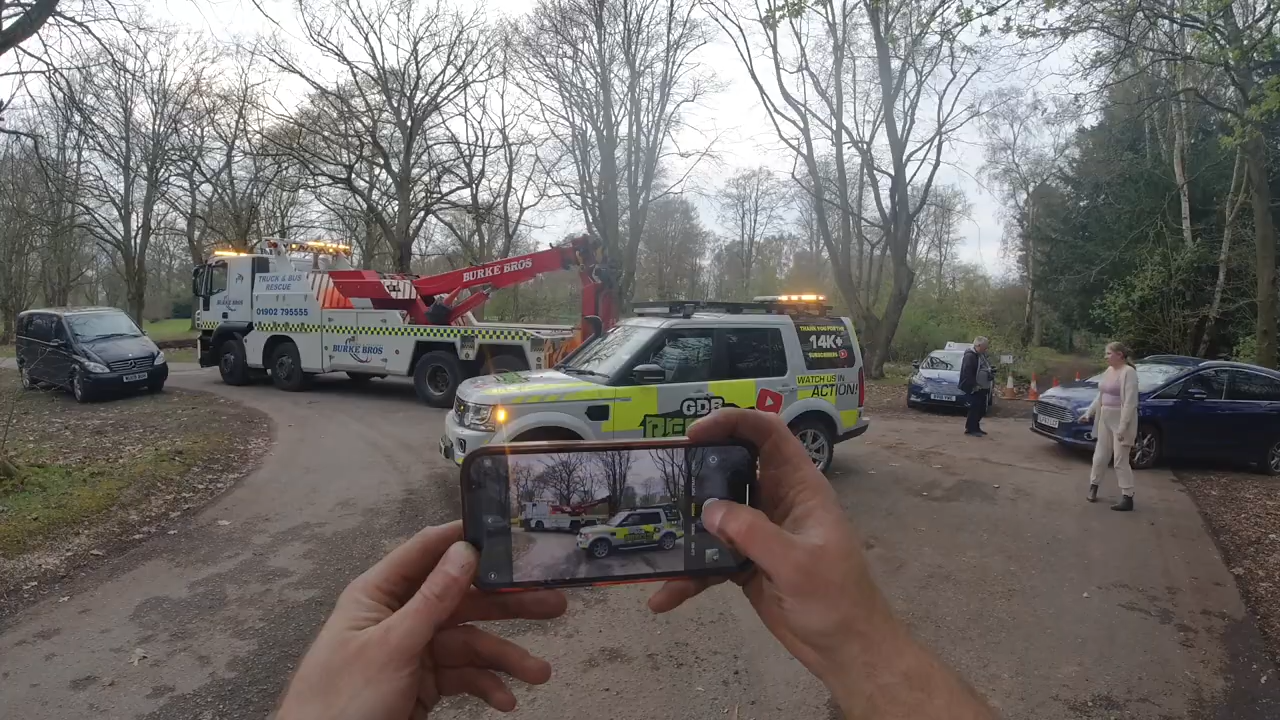 TRUCK & BUS
RESCUE
01902 795555
BURKE BROS
BURKE BROS
BURKE BROS
THANK YOU FOR THE
14K+
SUBSCRIBERS
WATCH US IN
ACTION!
GDB